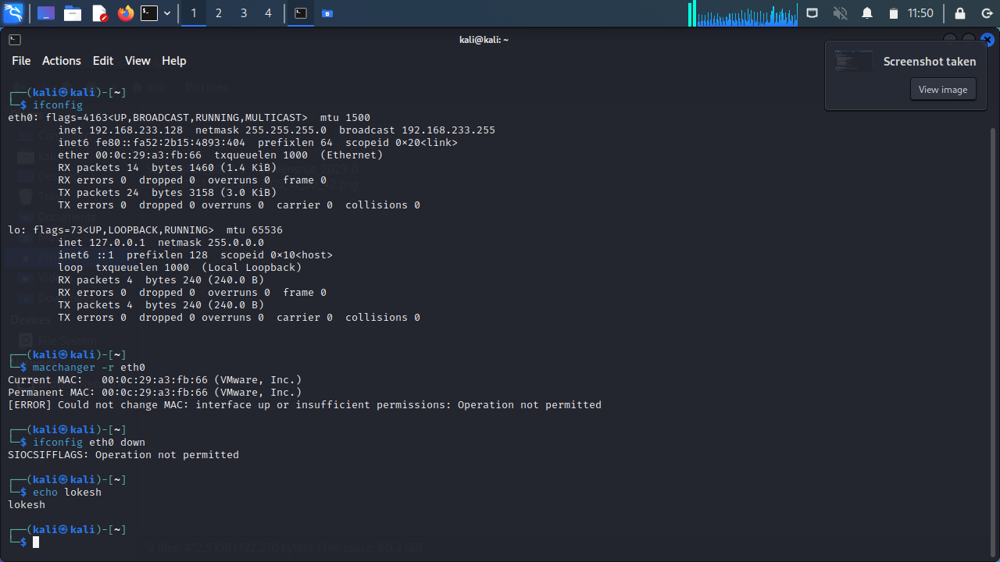 1 2 3 4
11:50
kali@kali: ~
File Actions Edit View Help
Screenshot taken
View image
┌──(kali㉿kali)-[~]
└─$ ifconfig
eth0: flags=4163<UP,BROADCAST,RUNNING,MULTICAST>  mtu 1500
        inet 192.168.233.128  netmask 255.255.255.0  broadcast 192.168.233.255
        inet6 fe80::fa52:2b15:4893:404  prefixlen 64  scopeid 0×20<link>
        ether 00:0c:29:a3:fb:66  txqueuelen 1000  (Ethernet)
        RX packets 14  bytes 1460 (1.4 KiB)
        RX errors 0  dropped 0  overruns 0  frame 0
        TX packets 24  bytes 3158 (3.0 KiB)
        TX errors 0  dropped 0 overruns 0  carrier 0  collisions 0
lo: flags=73<UP,LOOPBACK,RUNNING>  mtu 65536
        inet 127.0.0.1  netmask 255.0.0.0
        inet6 ::1  prefixlen 128  scopeid 0×10<host>
        loop  txqueuelen 1000  (Local Loopback)
        RX packets 4  bytes 240 (240.0 B)
        RX errors 0  dropped 0  overruns 0  frame 0
        TX packets 4  bytes 240 (240.0 B)
        TX errors 0  dropped 0 overruns 0  carrier 0  collisions 0
┌──(kali㉿kali)-[~]
└─$ macchanger -r eth0
Current MAC:   00:0c:29:a3:fb:66 (VMware, Inc.)
Permanent MAC: 00:0c:29:a3:fb:66 (VMware, Inc.)
[ERROR] Could not change MAC: interface up or insufficient permissions: Operation not permitted
┌──(kali㉿kali)-[~]
└─$ ifconfig eth0 down
SIOCSIFFLAGS: Operation not permitted
┌──(kali㉿kali)-[~]
└─$ echo lokesh
lokesh
┌──(kali㉿kali)-[~]
└─$